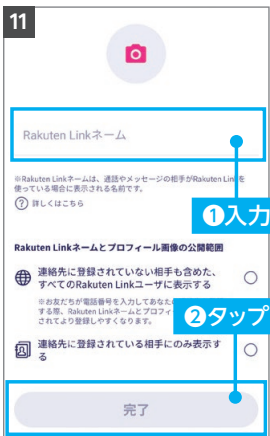 11
Rakuten Linkネーム
※Rakuten Linkネームは、通話やメッセージの相手がRakuten Linkを
使っている場合に表示される名前です。
? 詳しくはこちら
❶入力
Rakuten Linkネームとプロフィール画像の公開範囲
連絡先に登録されていない相手も含めた、
すべてのRakuten Linkユーザに表示する
※お友だちが電話番号を入力してあなた
する際、Rakuten Linkネームとプロフィ
されてより登録しやすくなります。
❷タップ
連絡先に登録されている相手にのみ表示す
る
完了